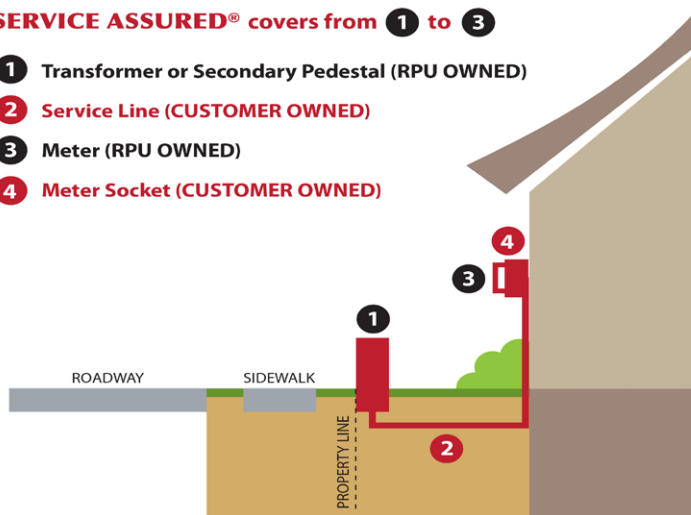 SERVICE ASSURED® covers from 1 to 3
1 Transformer or Secondary Pedestal (RPU OWNED)
2 Service Line (CUSTOMER OWNED)
3 Meter (RPU OWNED)
4 Meter Socket (CUSTOMER OWNED)
4
3
1
ROADWAY
SIDEWALK
PROPERTY LINE
2